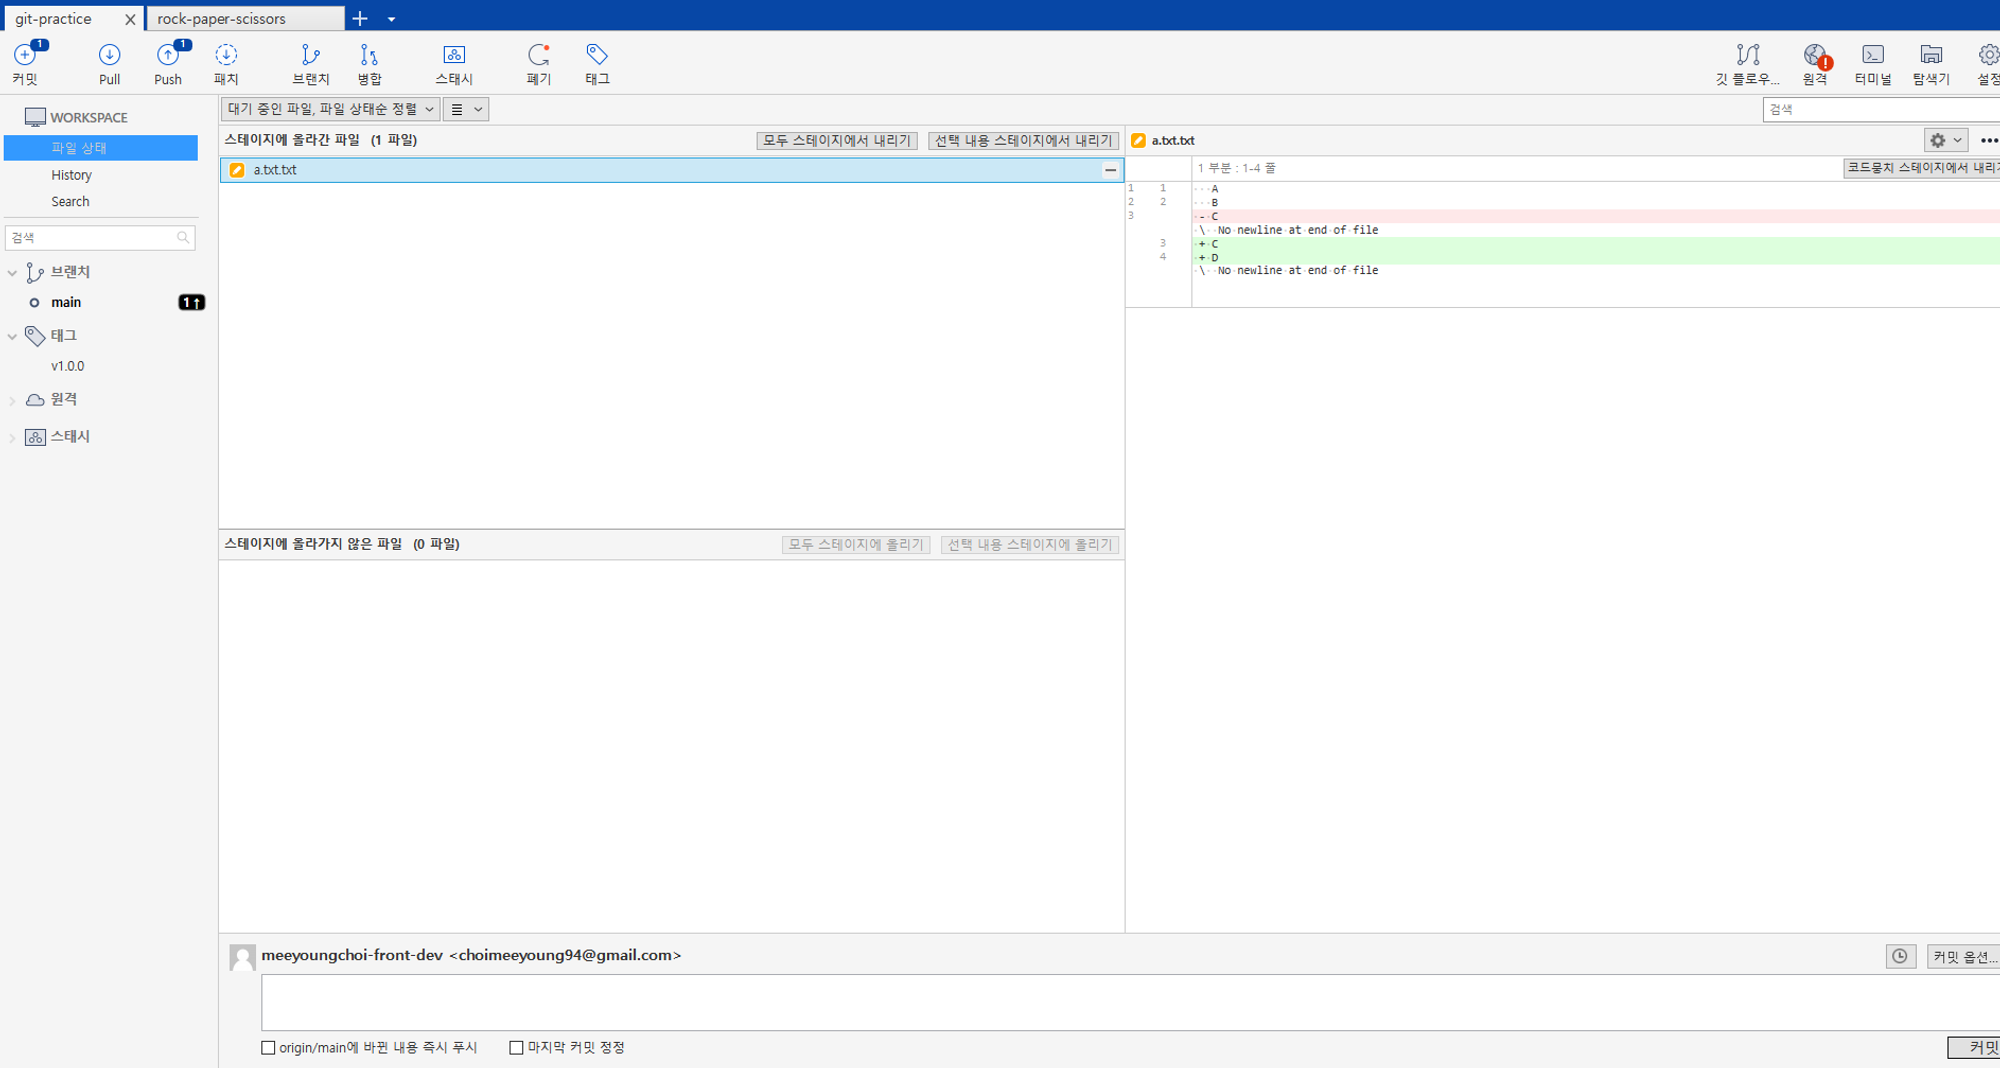 git-practice
rock-paper-scissors
1
1
커밋
Pull
Push
패치
브랜치
병합
스태시
폐기
태그
깃 플로우...
원격
터미널
탐색기
설정
WORKSPACE
파일 상태
History
Search
검색
브랜치
main
1↑
태그
v1.0.0
원격
스태시
대기 중인 파일, 파일 상태순 정렬
검색
스테이지에 올라간 파일 (1 파일)
모두 스테이지에서 내리기
선택 내용 스테이지에서 내리기
a.txt.txt
스테이지에 올라가지 않은 파일 (0 파일)
모두 스테이지에 올리기
선택 내용 스테이지에 올리기
a.txt.txt
1 부분 : 1-4 줄
코드뭉치 스테이지에서 내리기
1 1 A
2 2 B
3 - C
\ No newline at end of file
3 + C
4 + D
\ No newline at end of file
meeyoungchoi-front-dev <choimeeyoung94@gmail.com>
커밋 옵션...
origin/main에 바뀐 내용 즉시 푸시
마지막 커밋 정정
커밋